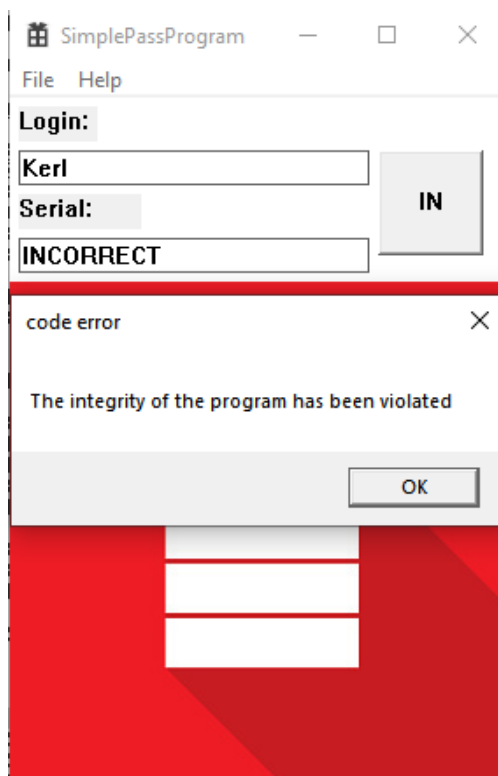 SimplePassProgram
File Help
Login:
Kerl
IN
Serial:
INCORRECT
code error
The integrity of the program has been violated
OK